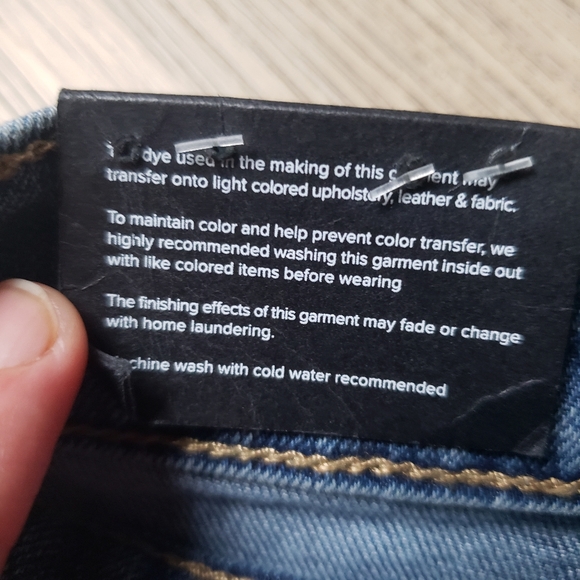 dye used in the making of this garment may
transfer onto light colored upholstery, leather & fabric.
To maintain color and help prevent color transfer, we
highly recommended washing this garment inside out
with like colored items before wearing
The finishing effects of this garment may fade or change
with home laundering.
Machine wash with cold water recommended